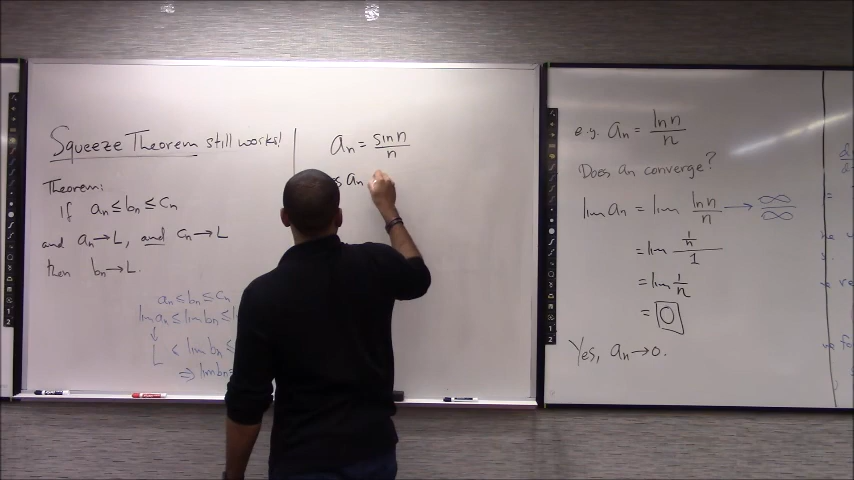 Squeeze Theorem still works!
Theorem:
If aₙ ≤ bₙ ≤ cₙ
and aₙ → L, and cₙ → L
then bₙ → L.
aₙ ≤ bₙ ≤ cₙ
lim aₙ ≤ lim bₙ ≤
↓
L ≤ lim bₙ ≤
⇒ lim bₙ
aₙ = sin n / n
aₙ
e.g. aₙ = ln n / n
Does aₙ converge?
lim aₙ = lim ln n / n → ∞ / ∞
= lim 1/n / 1
= lim 1/n
= 0
Yes, aₙ → 0.